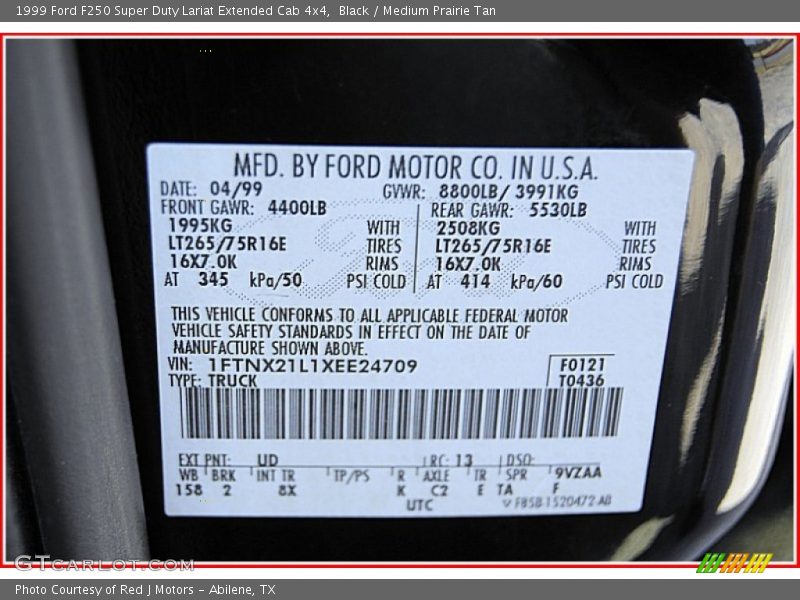 1999 Ford F250 Super Duty Lariat Extended Cab 4x4, Black / Medium Prairie Tan
MFD. BY FORD MOTOR CO. IN U.S.A.
DATE: 04/99 GVWR: 8800LB/ 3991KG
FRONT GAWR: 4400LB REAR GAWR: 5530LB
1995KG WITH 2508KG WITH
LT265/75R16E TIRES LT265/75R16E TIRES
16X7.0K RIMS 16X7.0K RIMS
AT 345 kPa/50 PSI COLD AT 414 kPa/60 PSI COLD
THIS VEHICLE CONFORMS TO ALL APPLICABLE FEDERAL MOTOR
VEHICLE SAFETY STANDARDS IN EFFECT ON THE DATE OF
MANUFACTURE SHOWN ABOVE.
VIN: 1FTNX21L1XEE24709 F0121
TYPE: TRUCK T0436
EXT PNT: UD RC: 13 DSO:
WB BRK INT TR TP/PS R AXLE TR SPR 9VZAA
158 2 8X K C2 E TA F
UTC F85B-1520472-AB
GTCARLOT.COM
Photo Courtesy of Red J Motors - Abilene, TX